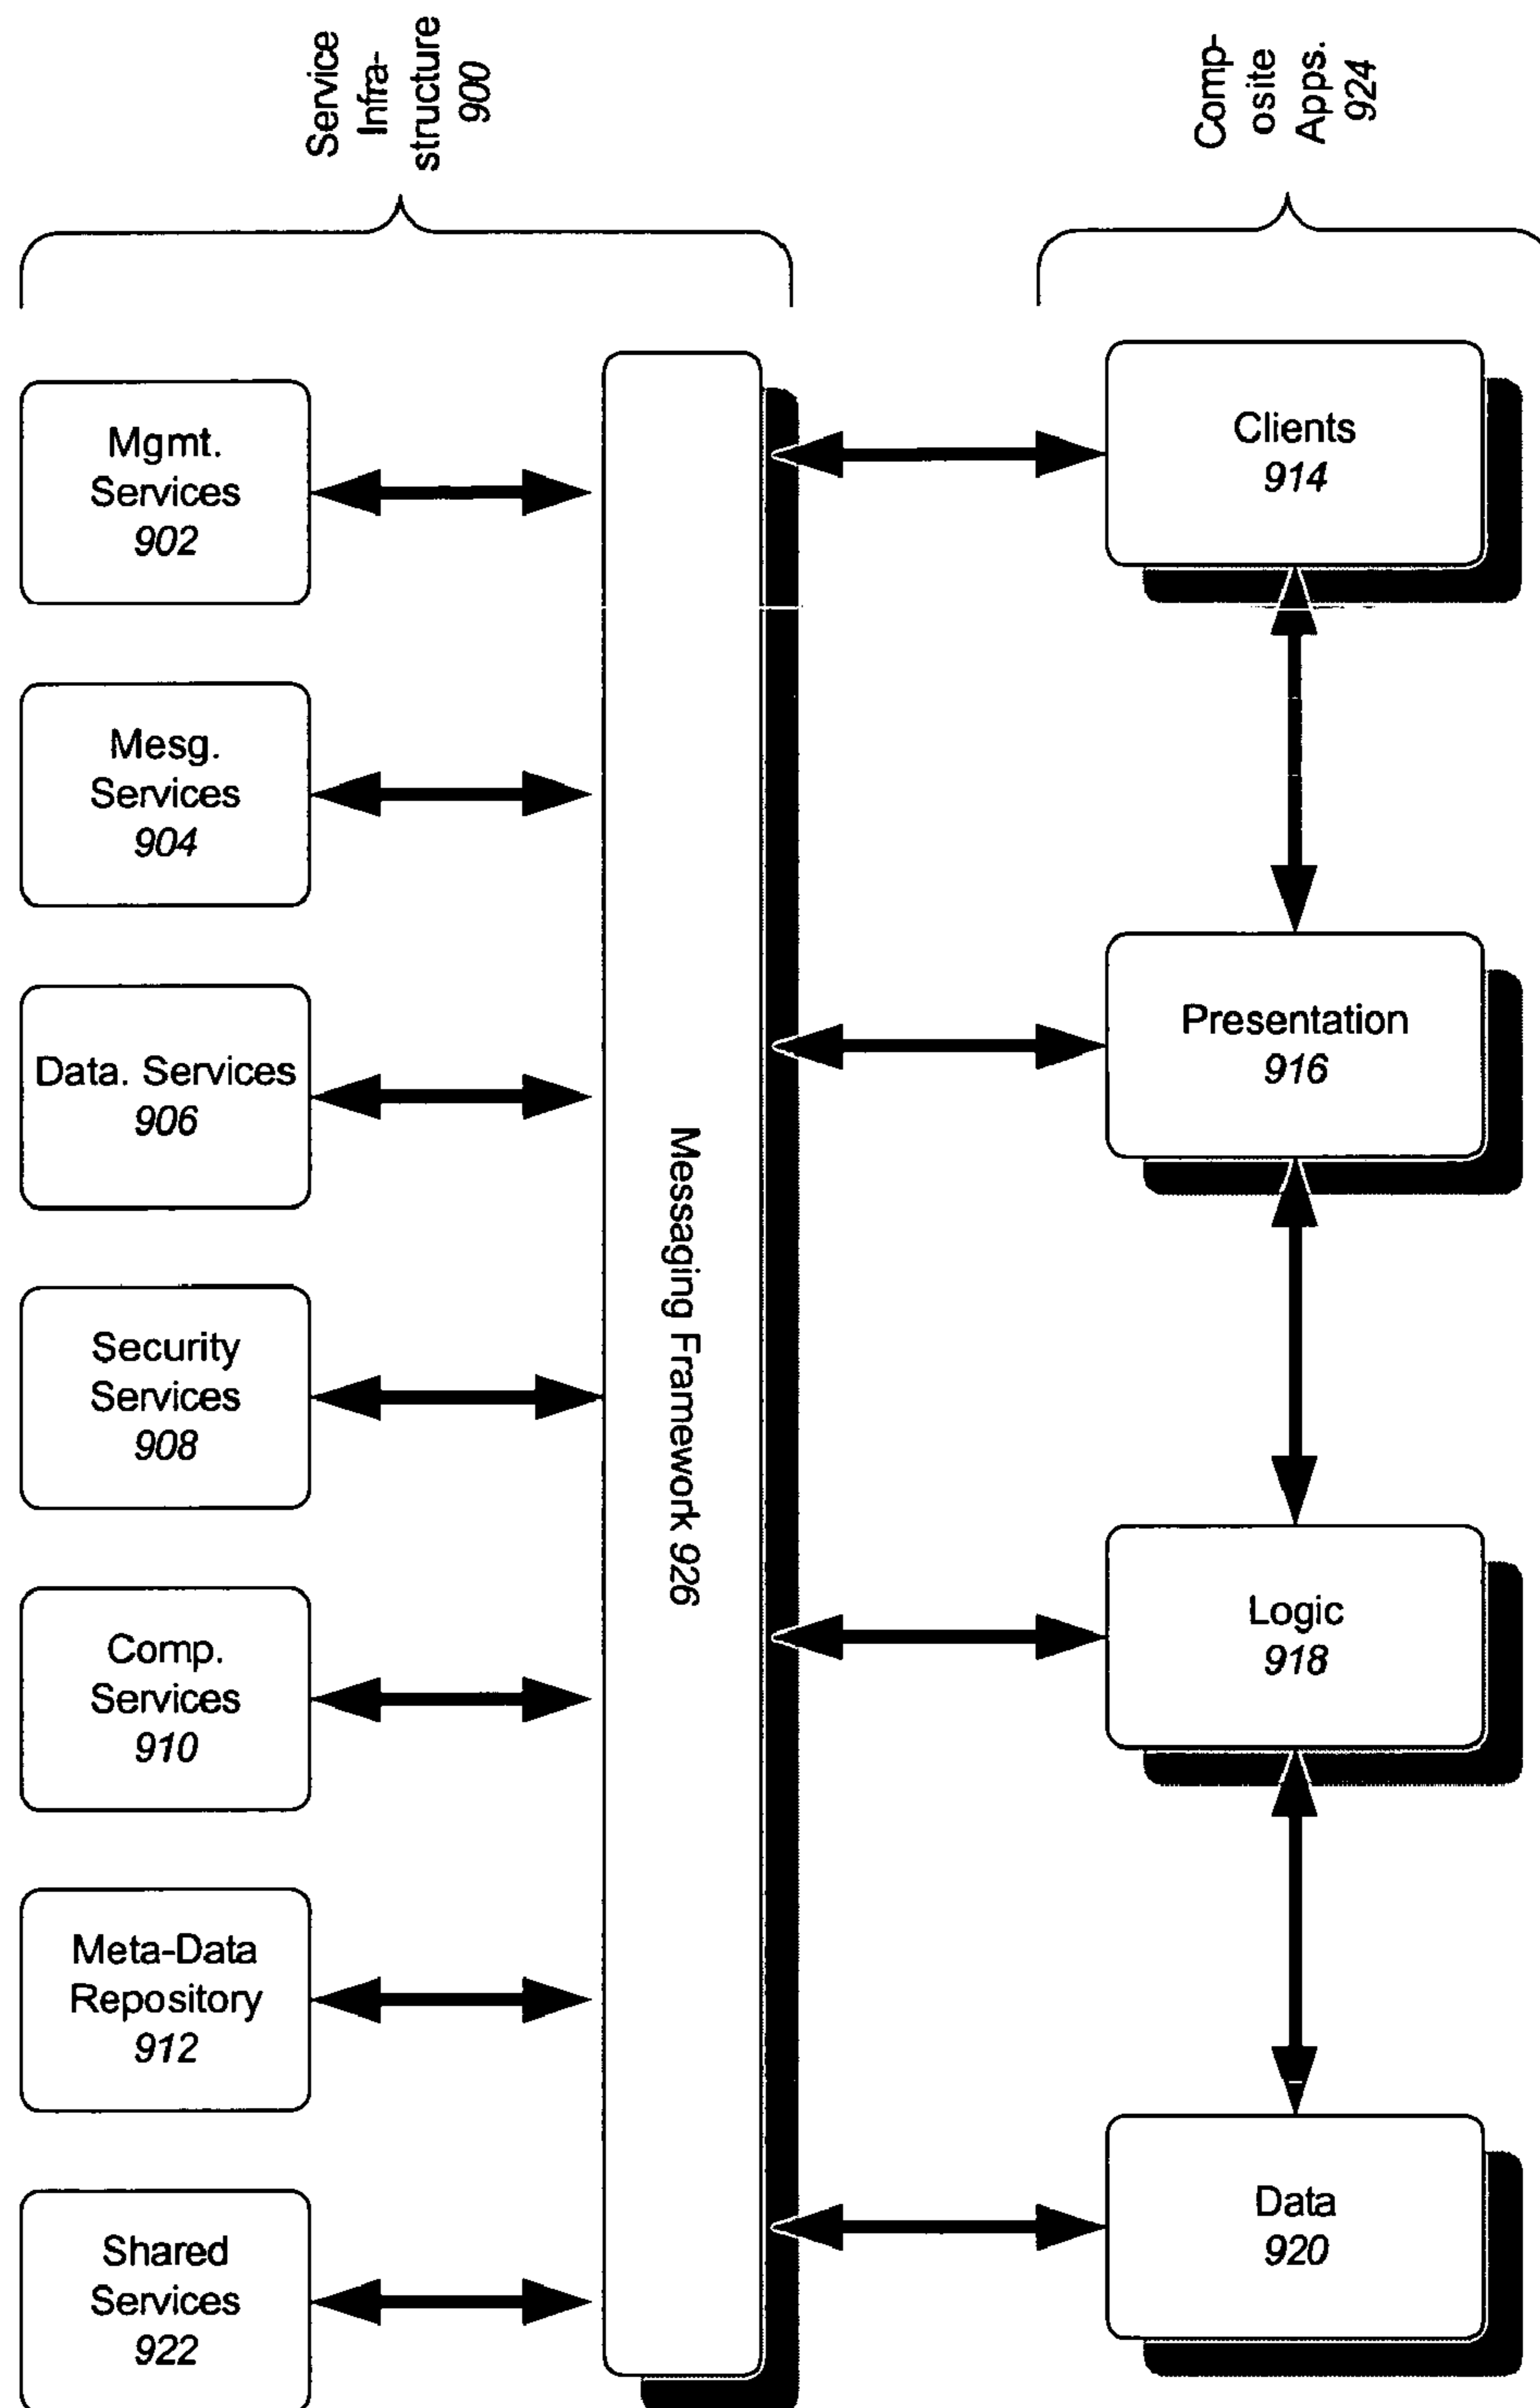 Service
Infra-
structure
900
Comp-
osite
Apps.
924
Mgmt.
Services
902
Mesg.
Services
904
Data. Services
906
Security
Services
908
Comp.
Services
910
Meta-Data
Repository
912
Shared
Services
922
Messaging Framework 926
Clients
914
Presentation
916
Logic
918
Data
920